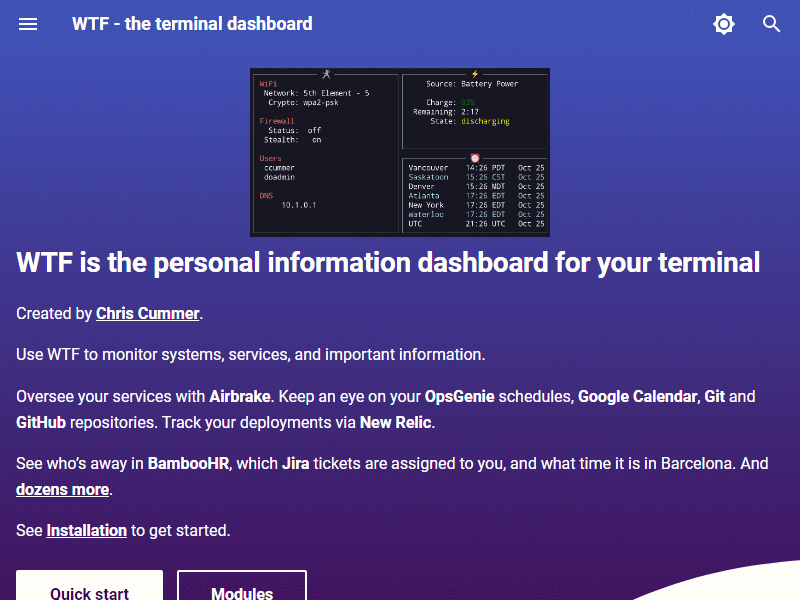 WTF - the terminal dashboard
WiFi
Network: 5th Element - 5
Crypto: wpa2-psk
Firewall
Status: off
Stealth: on
Users
ccummer
doadmin
DNS
10.1.0.1
Source: Battery Power
Charge:
Remaining: 2:17
State: discharging
Vancouver 14:26 PDT Oct 25
Saskatoon 15:26 CST Oct 25
Denver 15:26 MDT Oct 25
Atlanta 17:26 EDT Oct 25
New York 17:26 EDT Oct 25
Waterloo 17:26 EDT Oct 25
UTC 21:26 UTC Oct 25
WTF is the personal information dashboard for your terminal
Created by Chris Cummer.
Use WTF to monitor systems, services, and important information.
Oversee your services with Airbrake. Keep an eye on your OpsGenie schedules, Google Calendar, Git and
GitHub repositories. Track your deployments via New Relic.
See who’s away in BambooHR, which Jira tickets are assigned to you, and what time it is in Barcelona. And
dozens more.
See Installation to get started.
Quick start
Modules